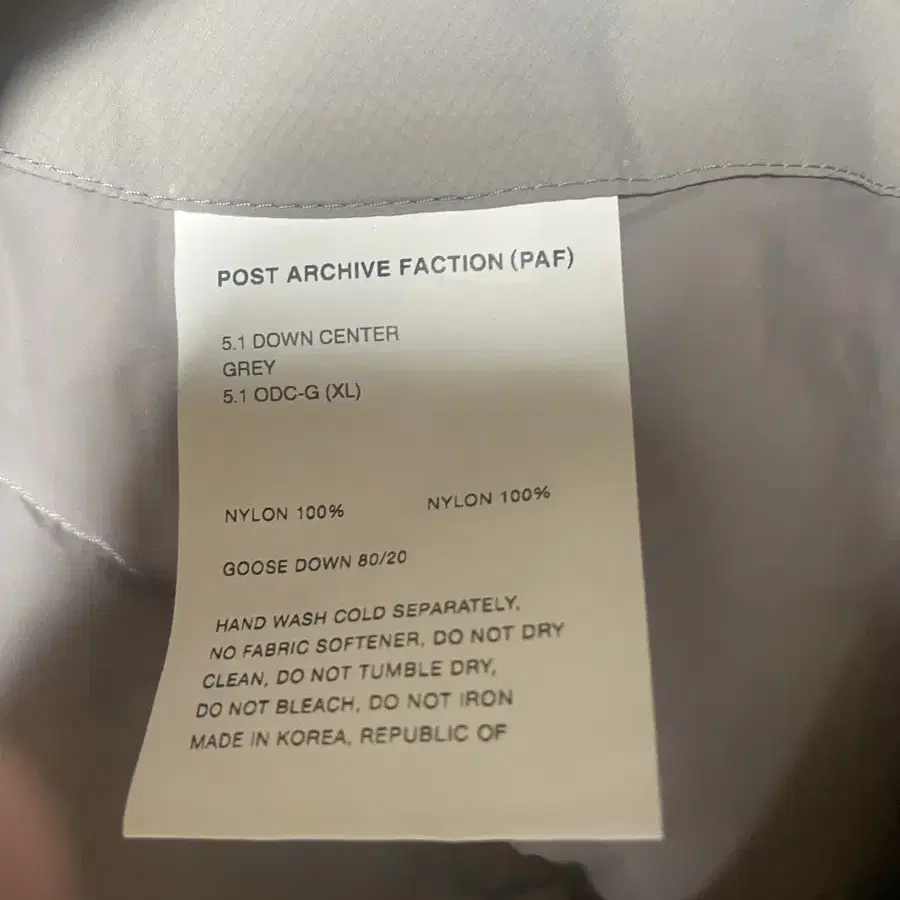 POST ARCHIVE FACTION (PAF)
5.1 DOWN CENTER
GREY
5.1 ODC-G (XL)
NYLON 100% NYLON 100%
GOOSE DOWN 80/20
HAND WASH COLD SEPARATELY,
NO FABRIC SOFTENER, DO NOT DRY
CLEAN, DO NOT TUMBLE DRY,
DO NOT BLEACH, DO NOT IRON
MADE IN KOREA, REPUBLIC OF